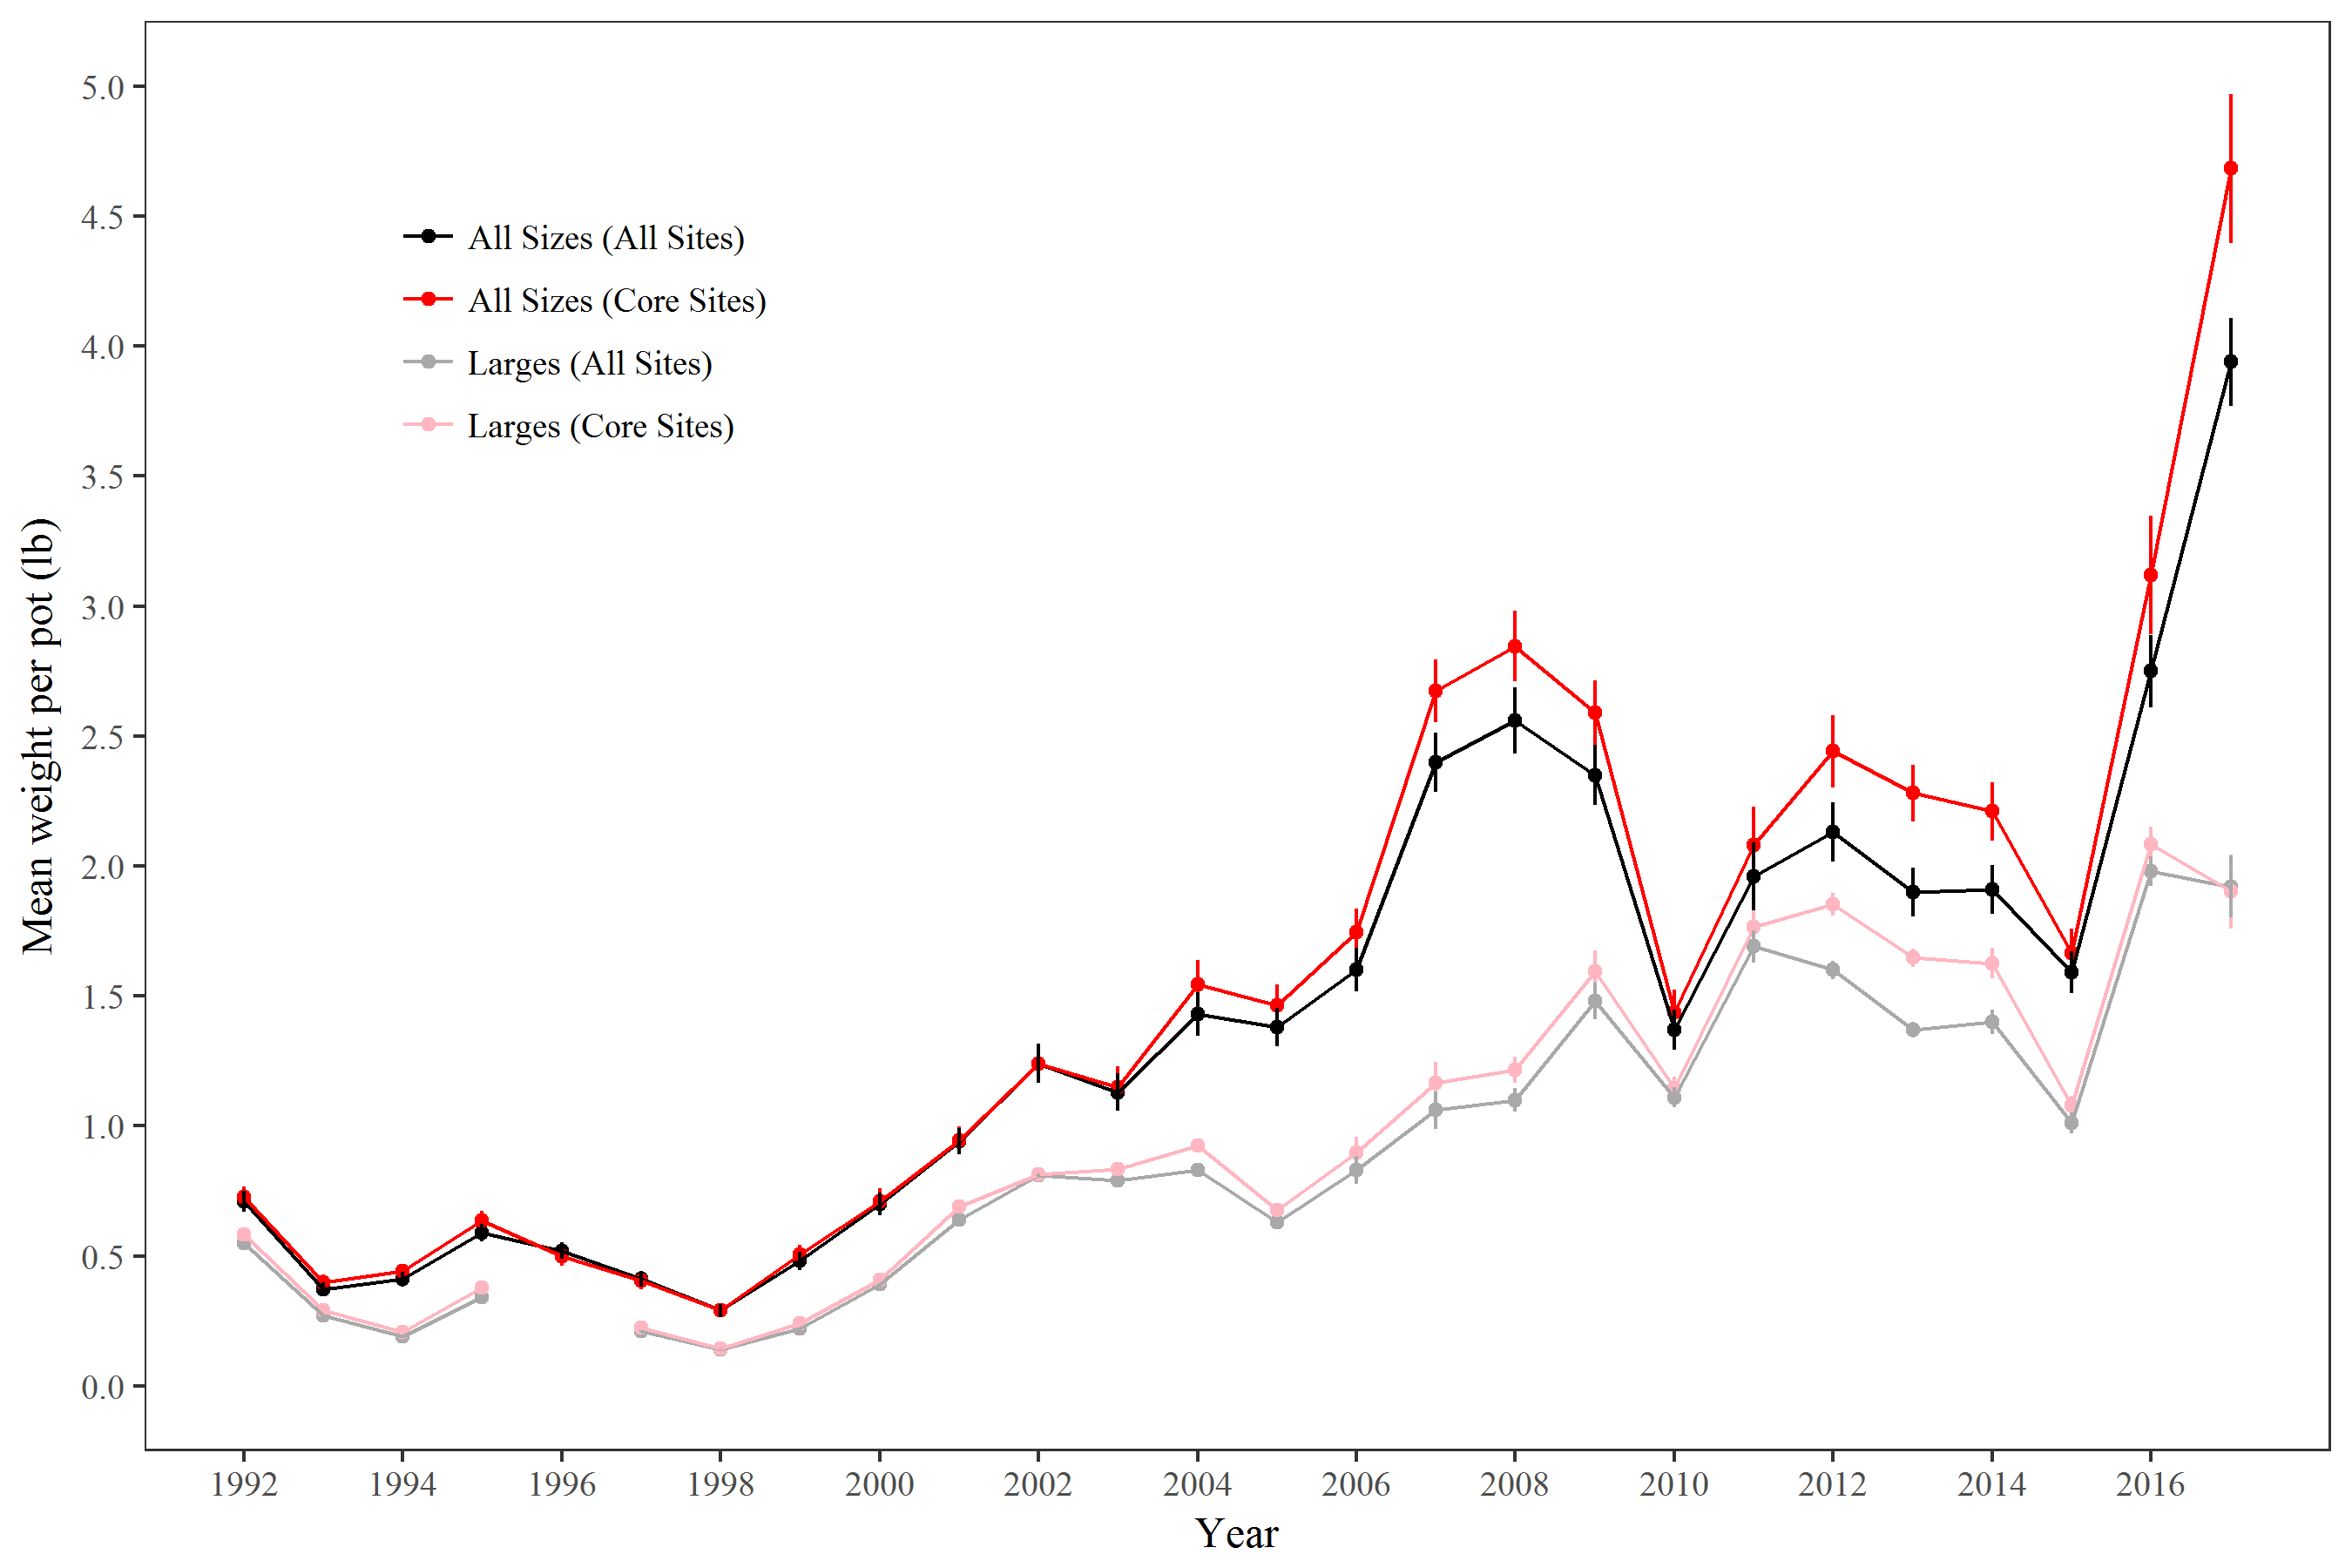 5.0
4.5
4.0
3.5
3.0
2.5
2.0
1.5
1.0
0.5
0.0
Mean weight per pot (lb)
All Sizes (All Sites)
All Sizes (Core Sites)
Larges (All Sites)
Larges (Core Sites)
1992 1994 1996 1998 2000 2002 2004 2006 2008 2010 2012 2014 2016
Year